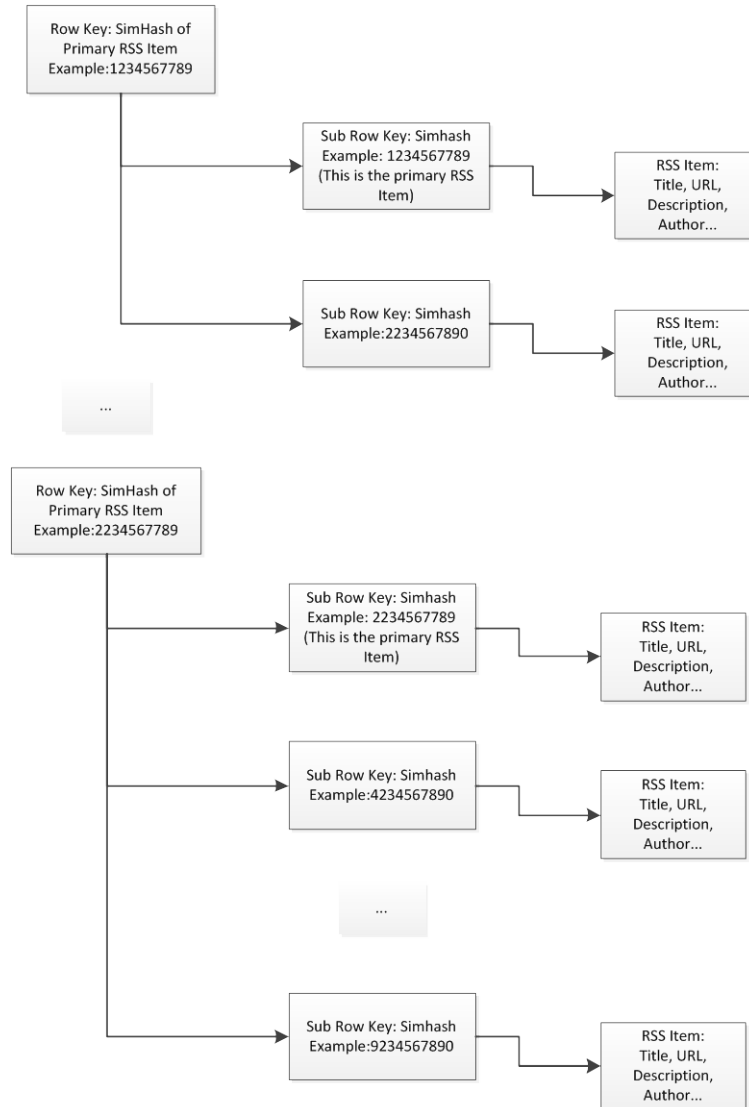 Row Key: SimHash of
Primary RSS Item
Example:1234567789
Sub Row Key: Simhash
Example: 1234567789
(This is the primary RSS
Item)
RSS Item:
Title, URL,
Description,
Author...
Sub Row Key: Simhash
Example:2234567890
RSS Item:
Title, URL,
Description,
Author...
...
Row Key: SimHash of
Primary RSS Item
Example:2234567789
Sub Row Key: Simhash
Example: 2234567789
(This is the primary RSS
Item)
RSS Item:
Title, URL,
Description,
Author...
Sub Row Key: Simhash
Example:4234567890
RSS Item:
Title, URL,
Description,
Author...
...
Sub Row Key: Simhash
Example:9234567890
RSS Item:
Title, URL,
Description,
Author...